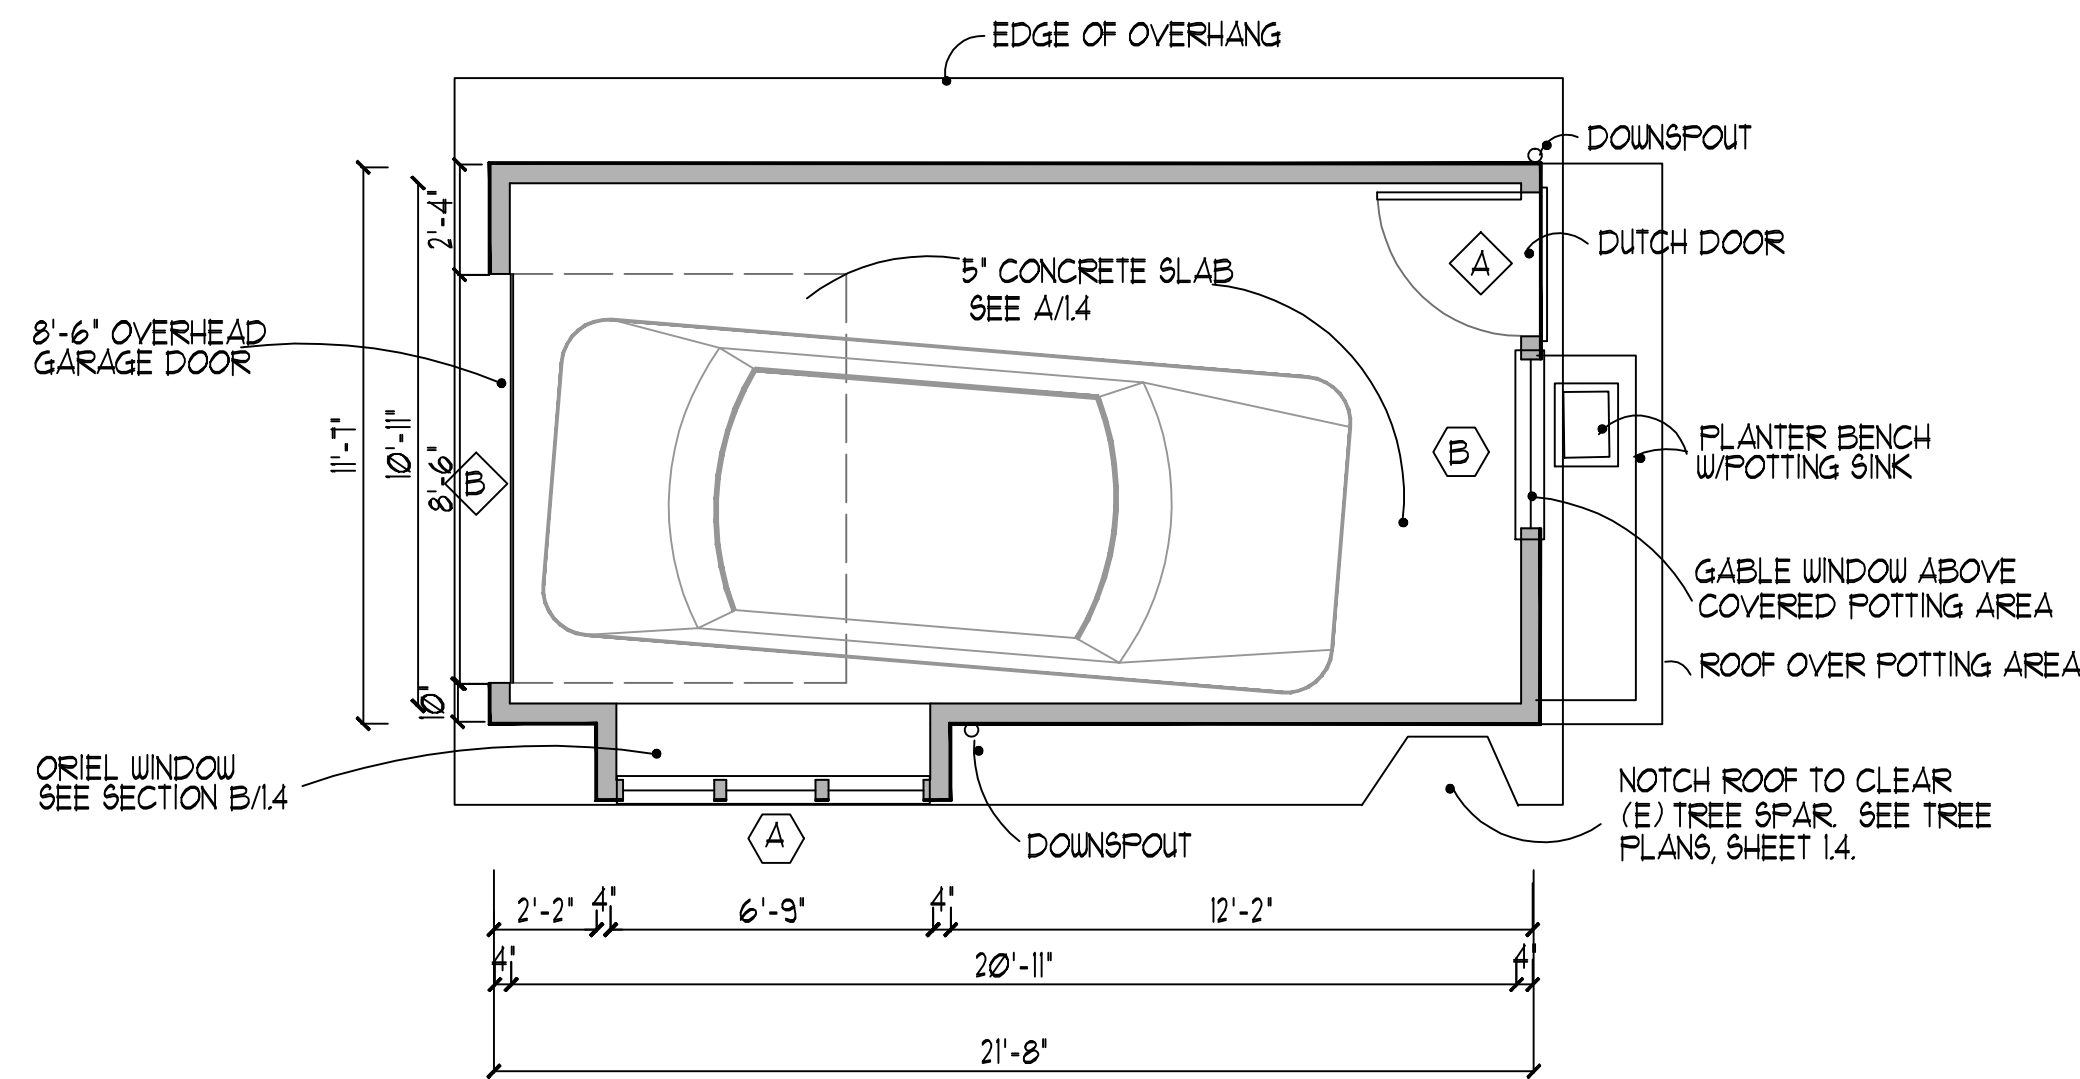 EDGE OF OVERHANG
DOWNSPOUT
2'-4"
DUTCH DOOR
A
5" CONCRETE SLAB
SEE A/1.4
8'-6" OVERHEAD
GARAGE DOOR
11'-7"
10'-11"
8'-6"
B
B
PLANTER BENCH
W/POTTING SINK
GABLE WINDOW ABOVE
COVERED POTTING AREA
ROOF OVER POTTING AREA
10"
ORIEL WINDOW
SEE SECTION B/1.4
NOTCH ROOF TO CLEAR
(E) TREE SPAR. SEE TREE
PLANS, SHEET 1.4.
A
DOWNSPOUT
2'-2" 4" 6'-9" 4" 12'-2"
4" 20'-11" 4"
21'-8"